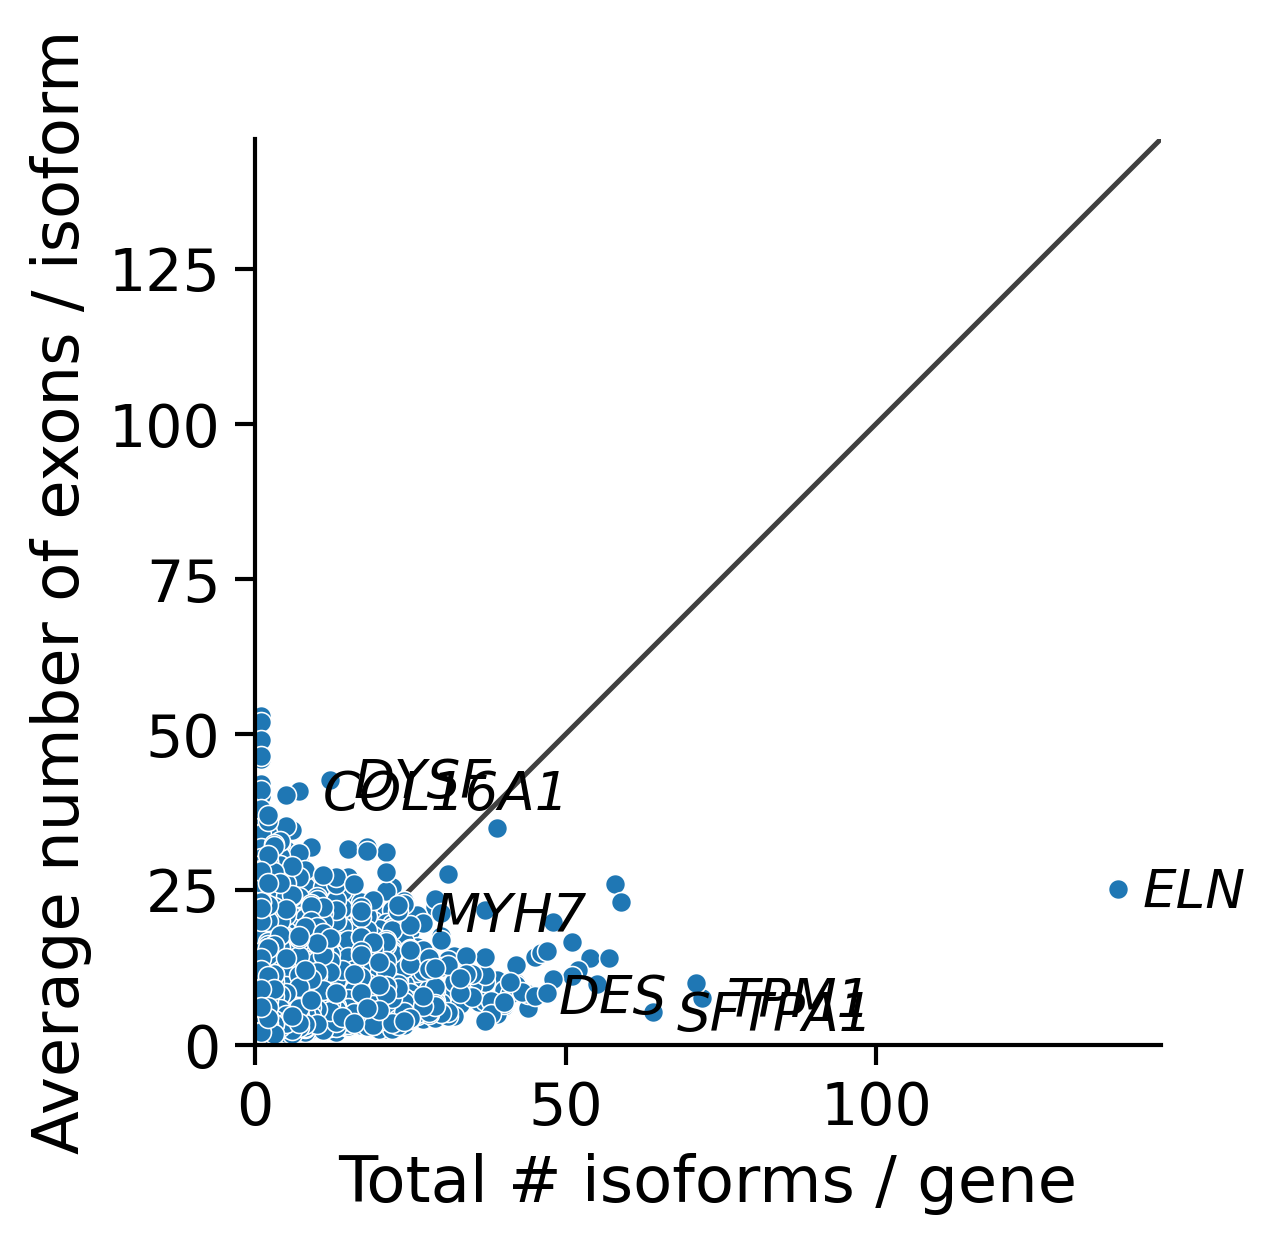 Average number of exons / isoform
125
100
75
50
25
0
DYSF
COL16A1
MYH7
ELN
DES
TPM1
SFTPA1
0
50
100
Total # isoforms / gene